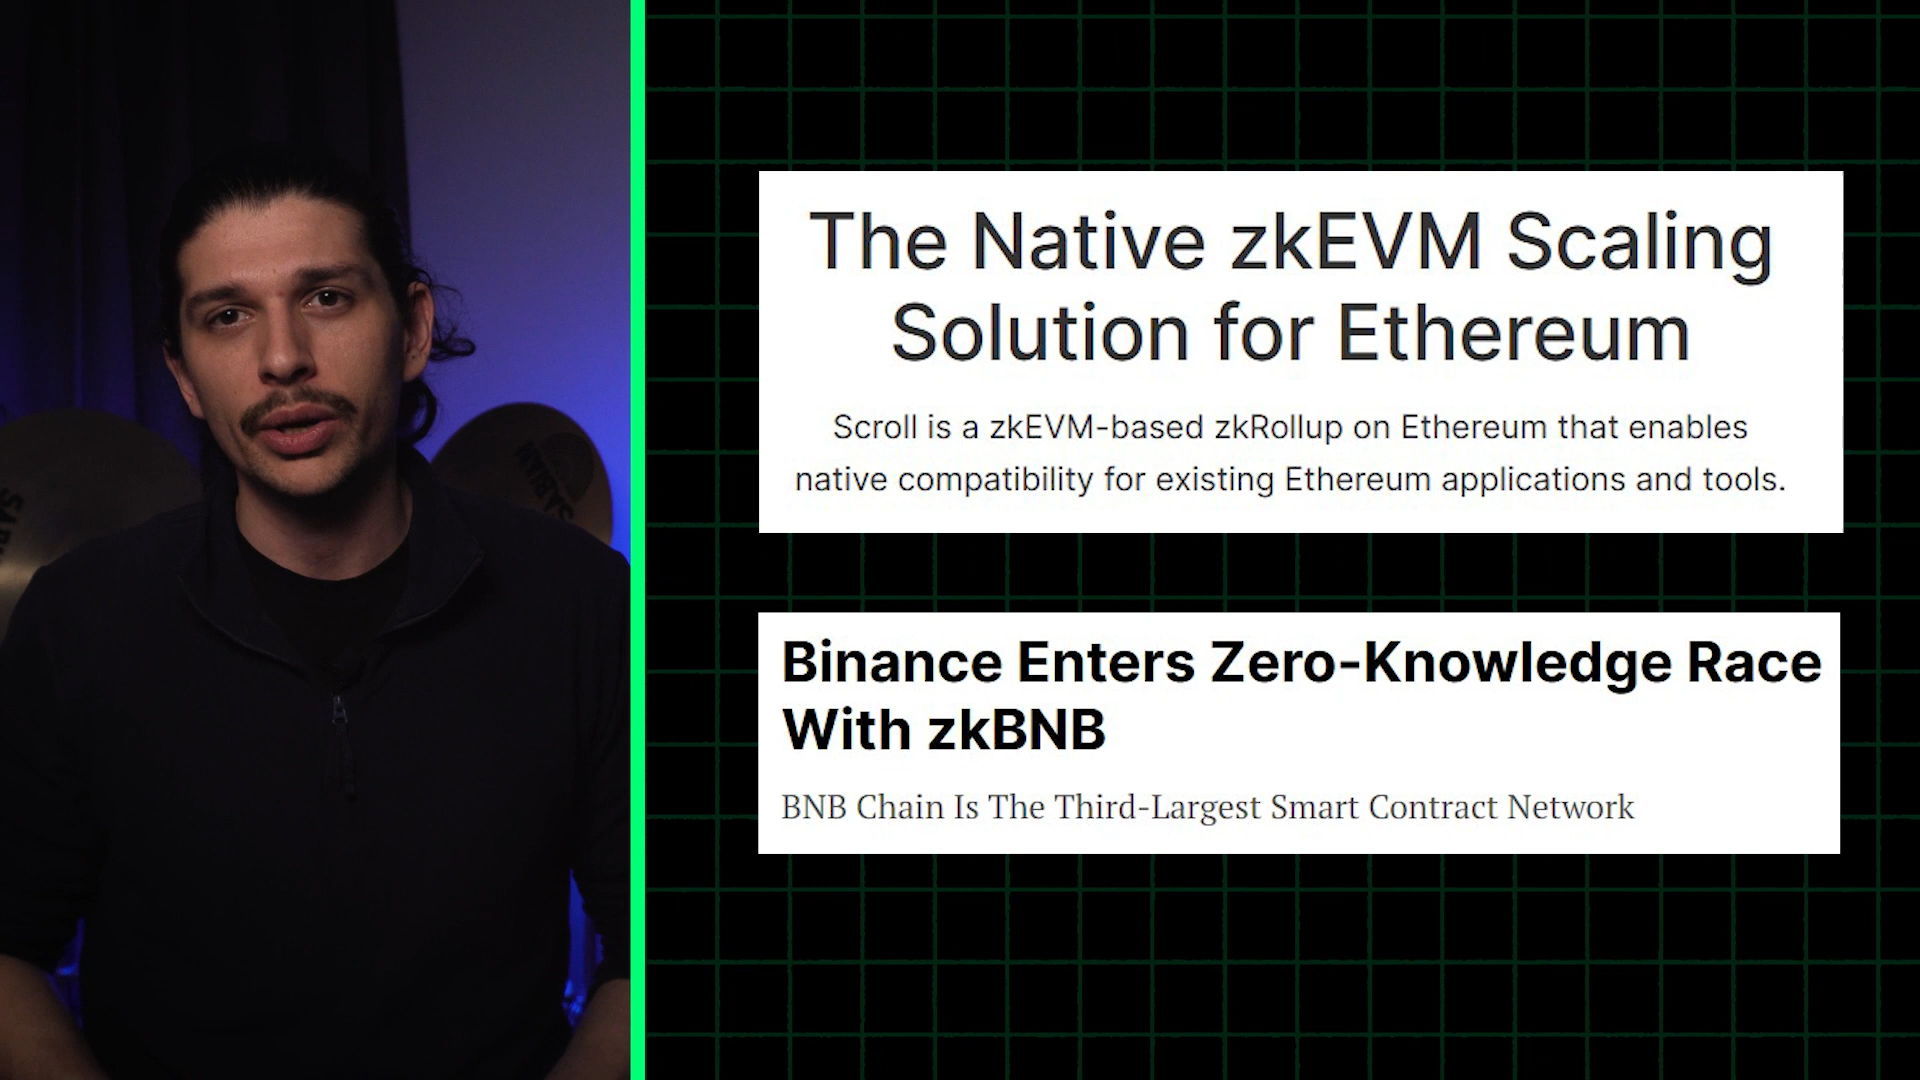 The Native zkEVM Scaling
Solution for Ethereum
Scroll is a zkEVM-based zkRollup on Ethereum that enables
native compatibility for existing Ethereum applications and tools.
Binance Enters Zero-Knowledge Race
With zkBNB
BNB Chain Is The Third-Largest Smart Contract Network
SABIAN